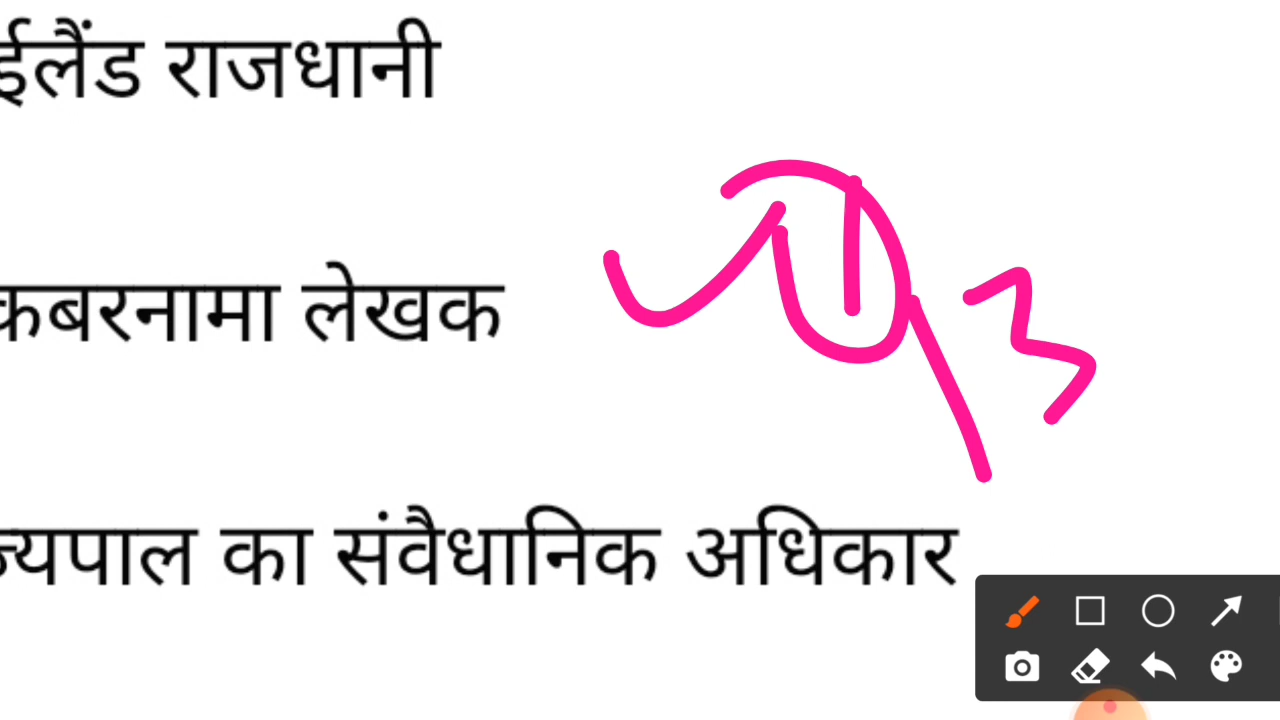 ईलैंड राजधानी
कबरनामा लेखक
ज्यपाल का संवैधानिक अधिकार